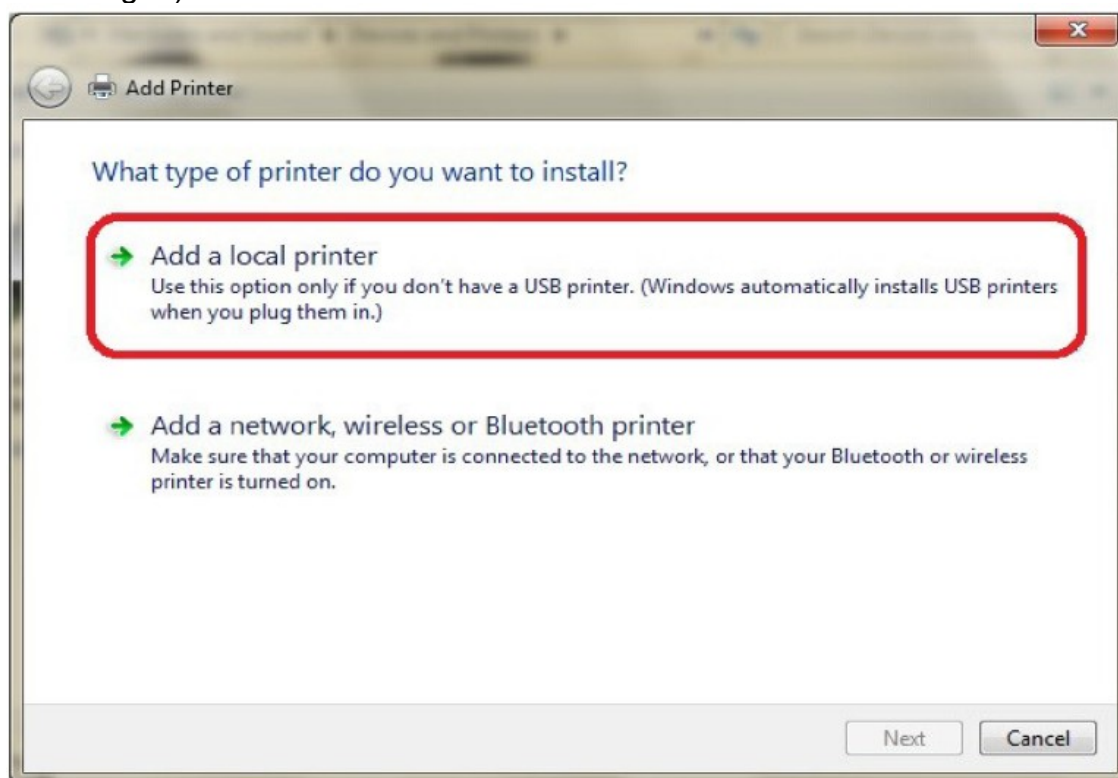 Add Printer
What type of printer do you want to install?
Add a local printer
Use this option only if you don't have a USB printer. (Windows automatically installs USB printers
when you plug them in.)
Add a network, wireless or Bluetooth printer
Make sure that your computer is connected to the network, or that your Bluetooth or wireless
printer is turned on.
Next
Cancel